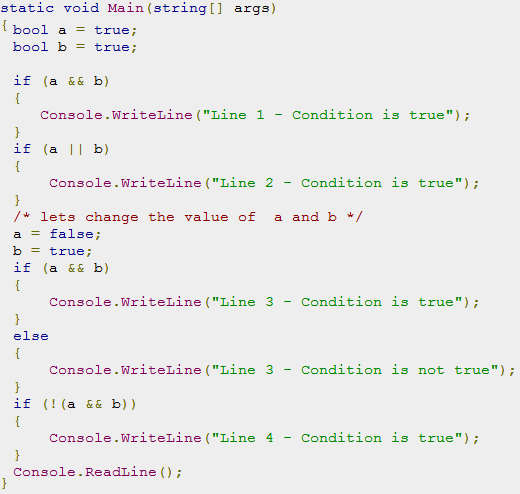 static void Main(string[] args)
{ bool a = true;
bool b = true;
if (a && b)
{
Console.WriteLine("Line 1 - Condition is true");
}
if (a || b)
{
Console.WriteLine("Line 2 - Condition is true");
}
/* lets change the value of  a and b */
a = false;
b = true;
if (a && b)
{
Console.WriteLine("Line 3 - Condition is true");
}
else
{
Console.WriteLine("Line 3 - Condition is not true");
}
if (!(a && b))
{
Console.WriteLine("Line 4 - Condition is true");
}
Console.ReadLine();
}